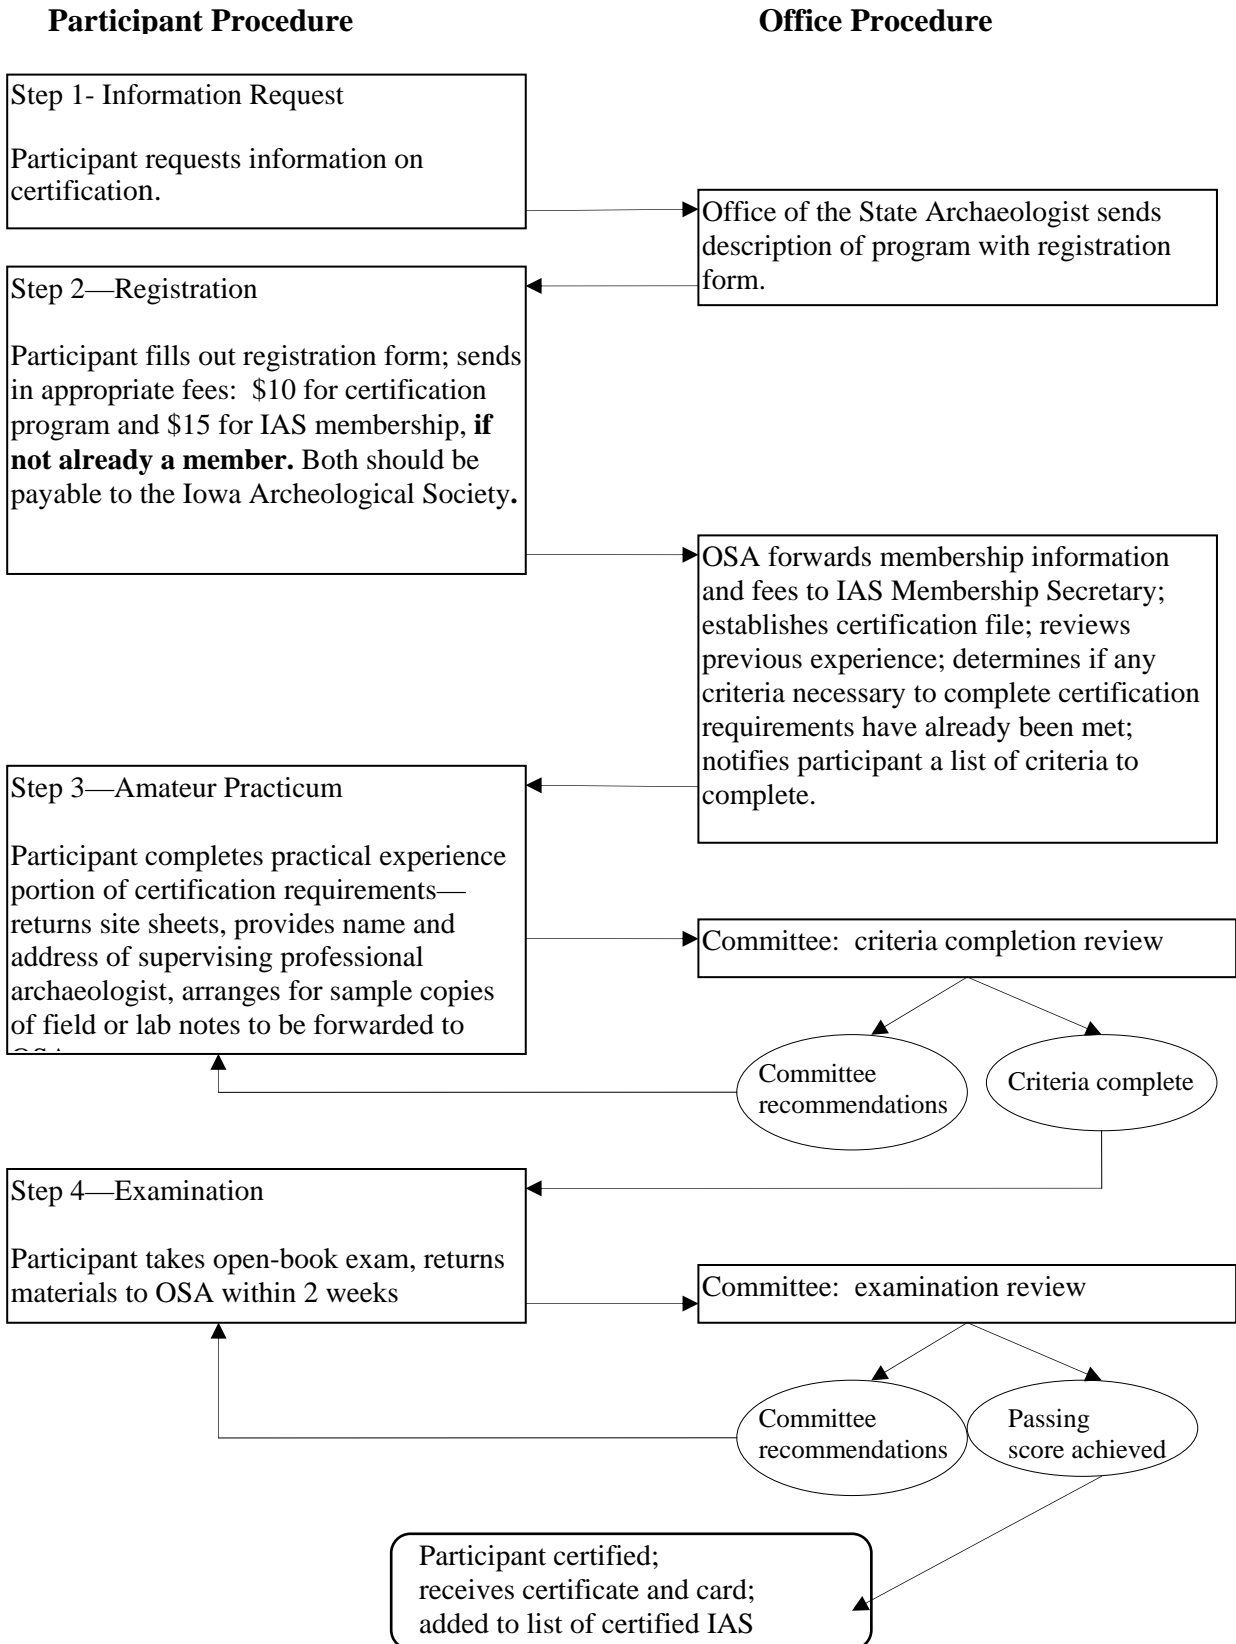 Participant Procedure
Office Procedure
Step 1- Information Request
Participant requests information on
certification.
Office of the State Archaeologist sends
description of program with registration
form.
Step 2—Registration
Participant fills out registration form; sends
in appropriate fees:  $10 for certification
program and $15 for IAS membership, if
not already a member. Both should be
payable to the Iowa Archeological Society.
OSA forwards membership information
and fees to IAS Membership Secretary;
establishes certification file; reviews
previous experience; determines if any
criteria necessary to complete certification
requirements have already been met;
notifies participant a list of criteria to
complete.
Step 3—Amateur Practicum
Participant completes practical experience
portion of certification requirements—
returns site sheets, provides name and
address of supervising professional
archaeologist, arranges for sample copies
of field or lab notes to be forwarded to
Committee:  criteria completion review
Committee
recommendations
Criteria complete
Step 4—Examination
Participant takes open-book exam, returns
materials to OSA within 2 weeks
Committee:  examination review
Committee
recommendations
Passing
score achieved
Participant certified;
receives certificate and card;
added to list of certified IAS